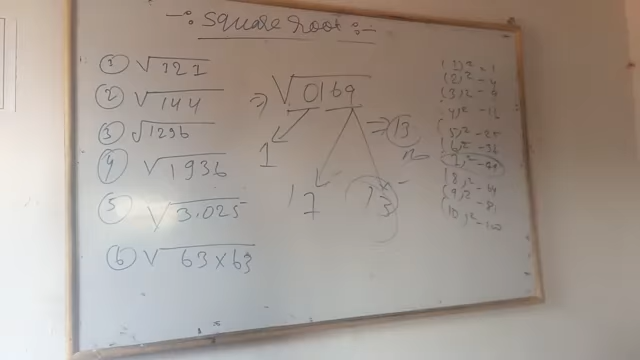 -: Square root :-
① √121
② √144
③ √1296
④ √1936
⑤ √3.025
⑥ √63×63
⇒ √0169
1
⇒ 13
17
13
(1)² = 1
(2)² - 4
(3)² - 9
(4)² - 16
(5)² - 25
(6)² - 36
(7)² - 49
(8)² - 64
(9)² - 81
(10)² - 100